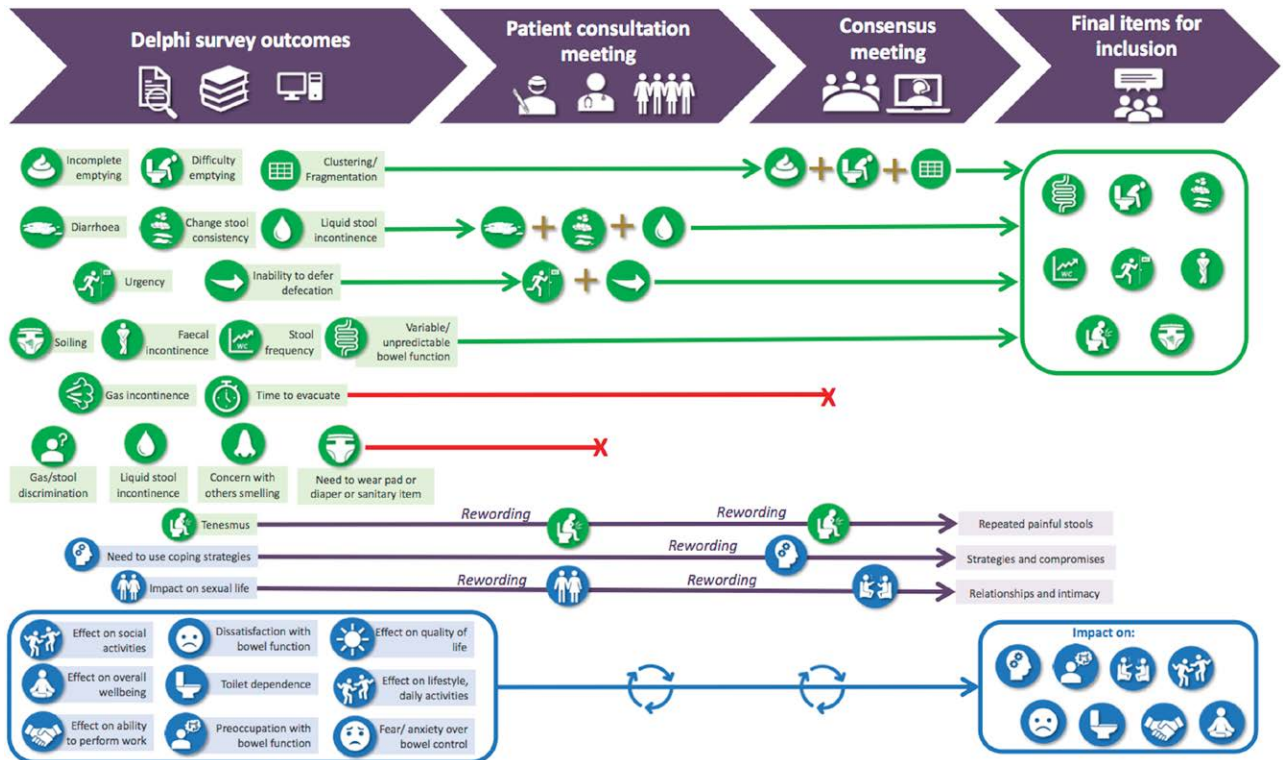 Delphi survey outcomes
Patient consultation
meeting
Consensus
meeting
Final items for
inclusion
Incomplete
emptying
Difficulty
emptying
Clustering/
Fragmentation
Diarrhoea
Change stool
consistency
Liquid stool
incontinence
Urgency
Inability to defer
defecation
Soiling
Faecal
incontinence
Stool
frequency
WC
Variable/
unpredictable
bowel function
WC
Gas incontinence
Time to evacuate
X
X
?
Gas/stool
discrimination
Liquid stool
incontinence
Concern with
others smelling
Need to wear pad or
diaper or sanitary item
Tenesmus
Rewording
Rewording
Repeated painful stools
Need to use coping strategies
Rewording
Strategies and compromises
Impact on sexual life
Rewording
Rewording
Relationships and intimacy
Effect on social
activities
Dissatisfaction with
bowel function
Effect on quality of
life
Effect on overall
wellbeing
Toilet dependence
Effect on lifestyle,
daily activities
Effect on ability
to perform work
Preoccupation with
bowel function
Fear/ anxiety over
bowel control
Impact on: